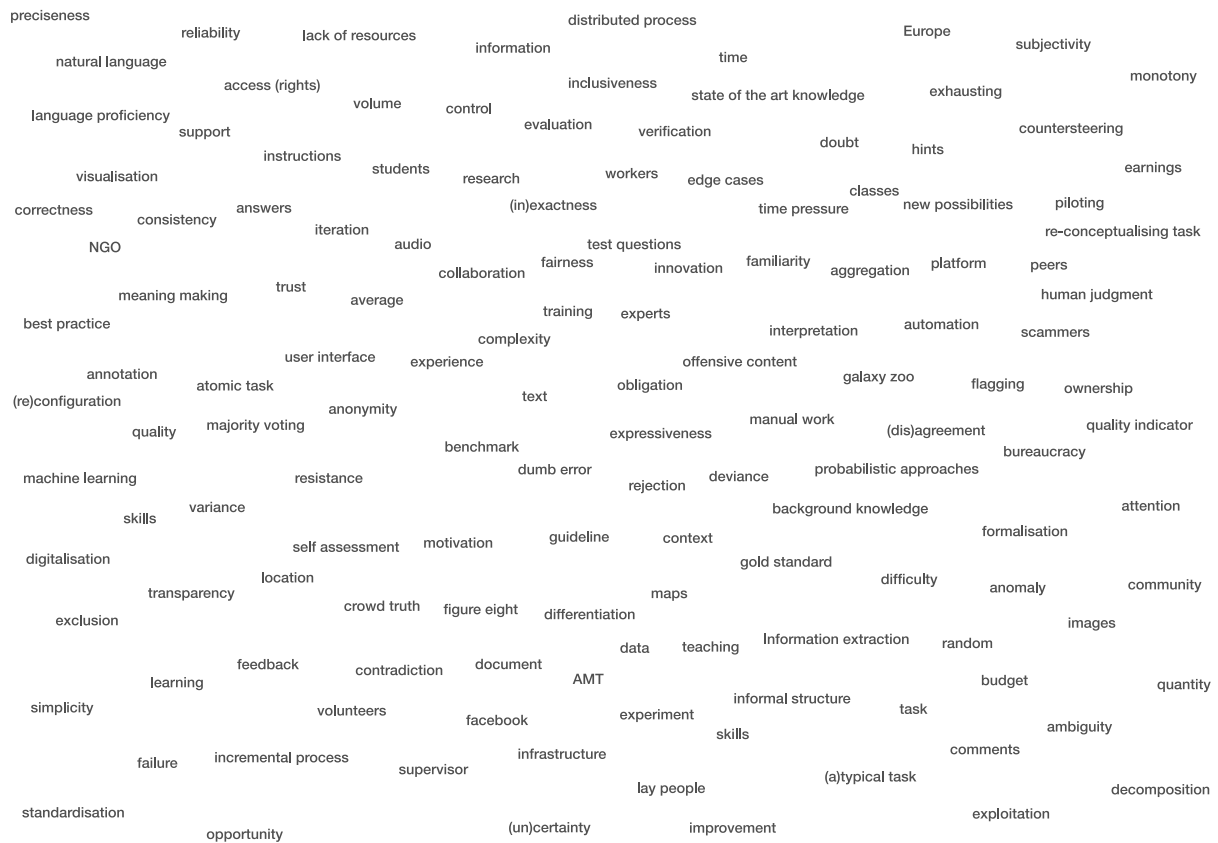 preciseness
distributed process
reliability
lack of resources
Europe
information
subjectivity
time
natural language
monotony
access (rights)
inclusiveness
exhausting
state of the art knowledge
volume
control
language proficiency
evaluation
countersteering
support
verification
doubt
hints
instructions
students
earnings
workers
visualisation
research
edge cases
classes
(in)exactness
new possibilities
piloting
correctness
answers
time pressure
consistency
iteration
re-conceptualising task
NGO
audio
test questions
fairness
familiarity
platform
peers
collaboration
innovation
aggregation
trust
meaning making
human judgment
average
training
experts
best practice
automation
interpretation
scammers
complexity
user interface
experience
offensive content
annotation
galaxy zoo
atomic task
obligation
flagging
ownership
text
(re)configuration
anonymity
manual work
majority voting
quality indicator
quality
expressiveness
(dis)agreement
benchmark
bureaucracy
dumb error
probabilistic approaches
machine learning
resistance
deviance
rejection
variance
background knowledge
attention
skills
formalisation
guideline
context
motivation
self assessment
digitalisation
gold standard
location
difficulty
community
anomaly
transparency
maps
crowd truth
figure eight
differentiation
exclusion
images
Information extraction
random
data
teaching
feedback
document
contradiction
AMT
budget
learning
quantity
informal structure
simplicity
volunteers
task
experiment
facebook
ambiguity
skills
comments
infrastructure
incremental process
failure
supervisor
(a)typical task
lay people
decomposition
standardisation
exploitation
(un)certainty
improvement
opportunity